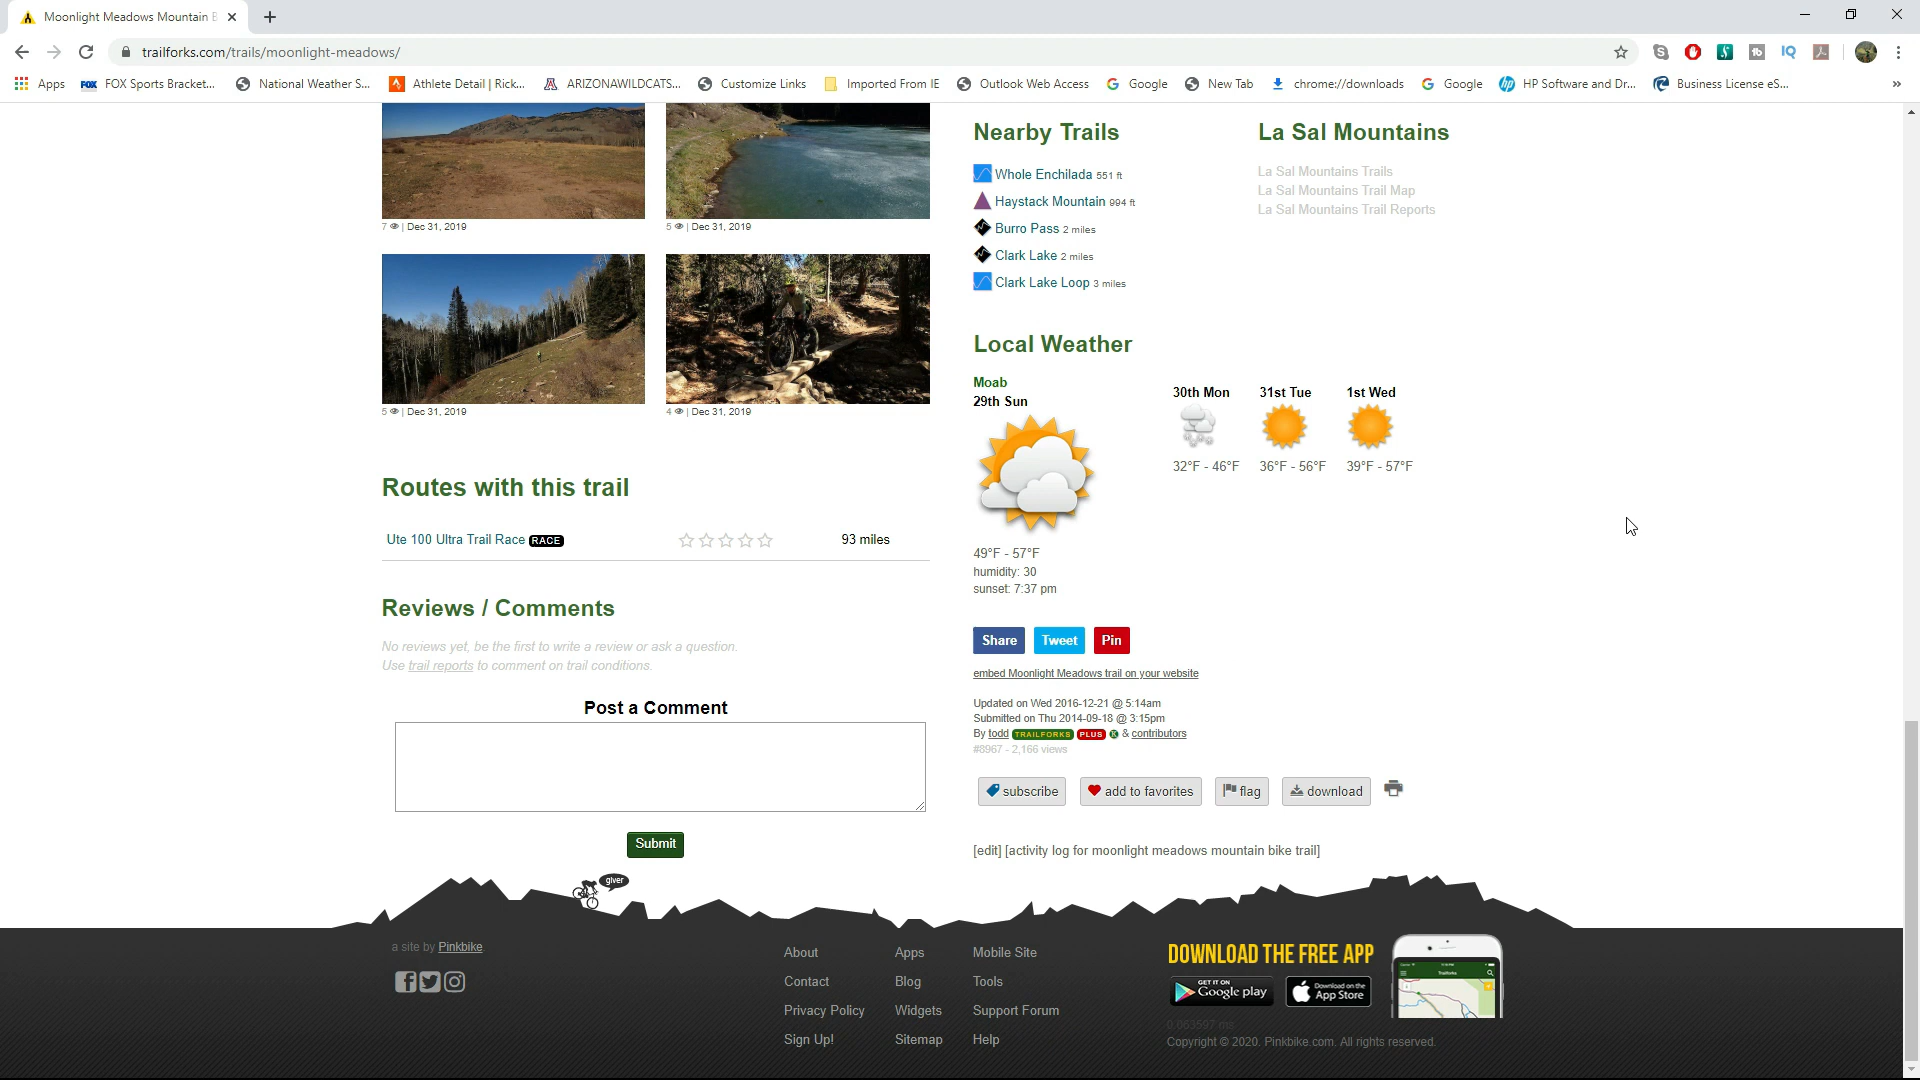 Moonlight Meadows Mountain B
trailforks.com/trails/moonlight-meadows/
Apps
FOX FOX Sports Bracket...
National Weather S...
Athlete Detail | Rick...
ARIZONAWILDCATS...
Customize Links
Imported From IE
Outlook Web Access
Google
New Tab
chrome://downloads
Google
HP Software and Dr...
Business License eS...
»
7 | Dec 31, 2019
5 | Dec 31, 2019
5 | Dec 31, 2019
4 | Dec 31, 2019
Routes with this trail
Ute 100 Ultra Trail Race RACE 93 miles
Reviews / Comments
No reviews yet, be the first to write a review or ask a question.
Use trail reports to comment on trail conditions.
Post a Comment
Submit
Nearby Trails
Whole Enchilada 551 ft
Haystack Mountain 994 ft
Burro Pass 2 miles
Clark Lake 2 miles
Clark Lake Loop 3 miles
La Sal Mountains
La Sal Mountains Trails
La Sal Mountains Trail Map
La Sal Mountains Trail Reports
Local Weather
Moab
29th Sun
49°F - 57°F
humidity: 30
sunset: 7:37 pm
30th Mon 31st Tue 1st Wed
32°F - 46°F 36°F - 56°F 39°F - 57°F
Share Tweet Pin
embed Moonlight Meadows trail on your website
Updated on Wed 2016-12-21 @ 5:14am
Submitted on Thu 2014-09-18 @ 3:15pm
By todd TRAILFORKS PLUS K & contributors
#8967 - 2,166 views
subscribe add to favorites flag download
[edit] [activity log for moonlight meadows mountain bike trail]
giver
a site by Pinkbike.
About Apps Mobile Site
Contact Blog Tools
Privacy Policy Widgets Support Forum
Sign Up! Sitemap Help
DOWNLOAD THE FREE APP
GET IT ON
Google play
Download on the
App Store
Trailforks
0.063597 ms
Copyright © 2020. Pinkbike.com. All rights reserved.